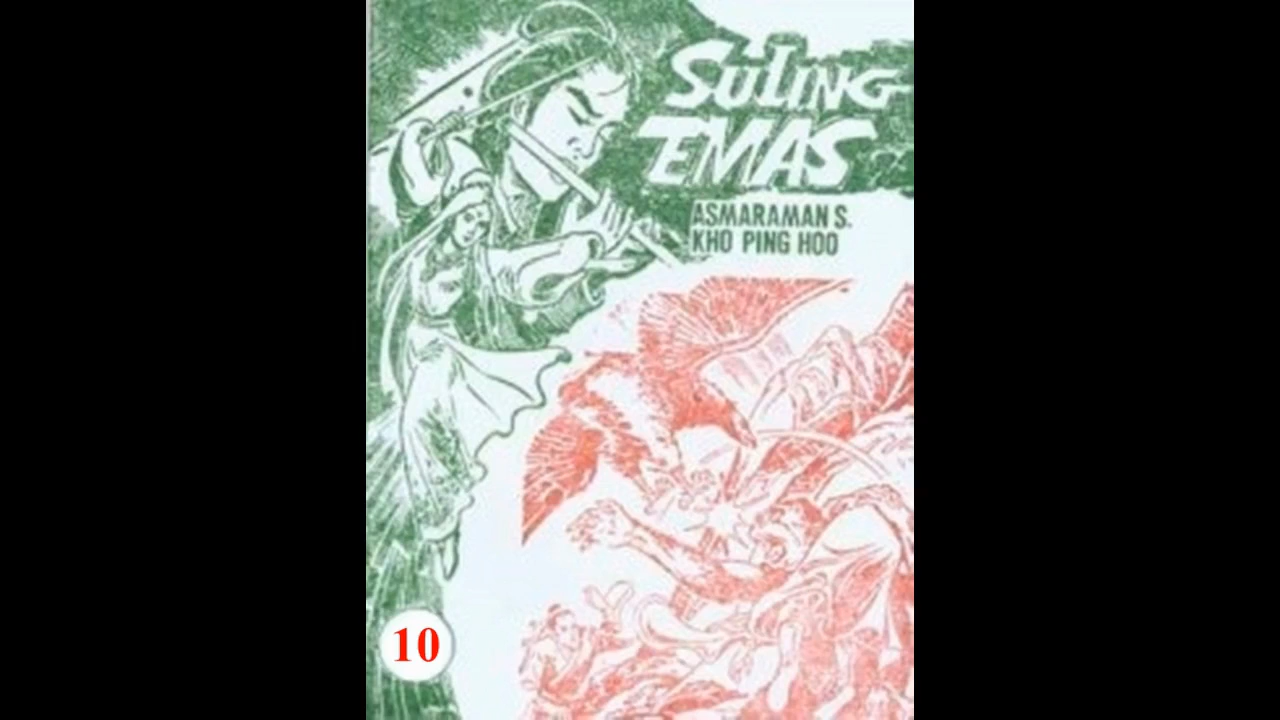 SULING
EMAS
ASMARAMAN S.
KHO PING HOO
10